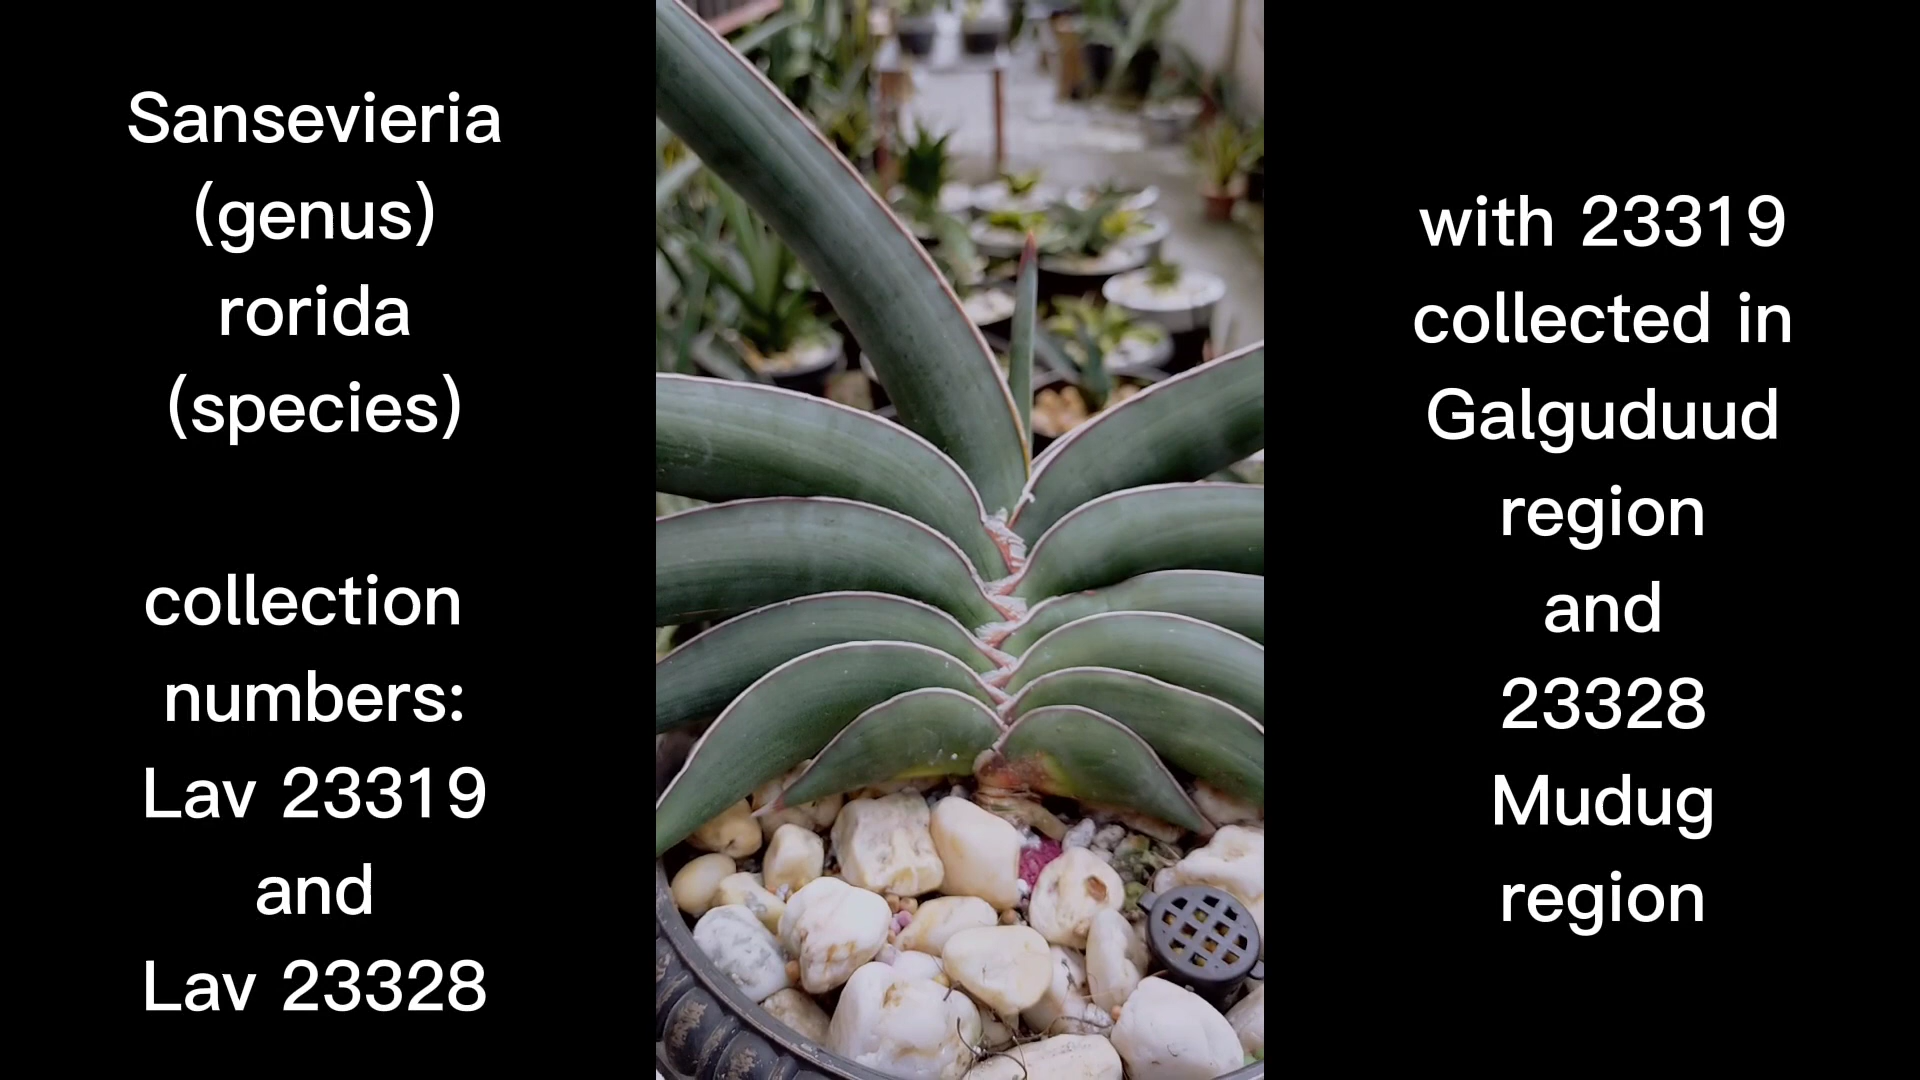 Sansevieria
(genus)
rorida
(species)
collection
numbers:
Lav 23319
and
Lav 23328
with 23319
collected in
Galguduud
region
and
23328
Mudug
region